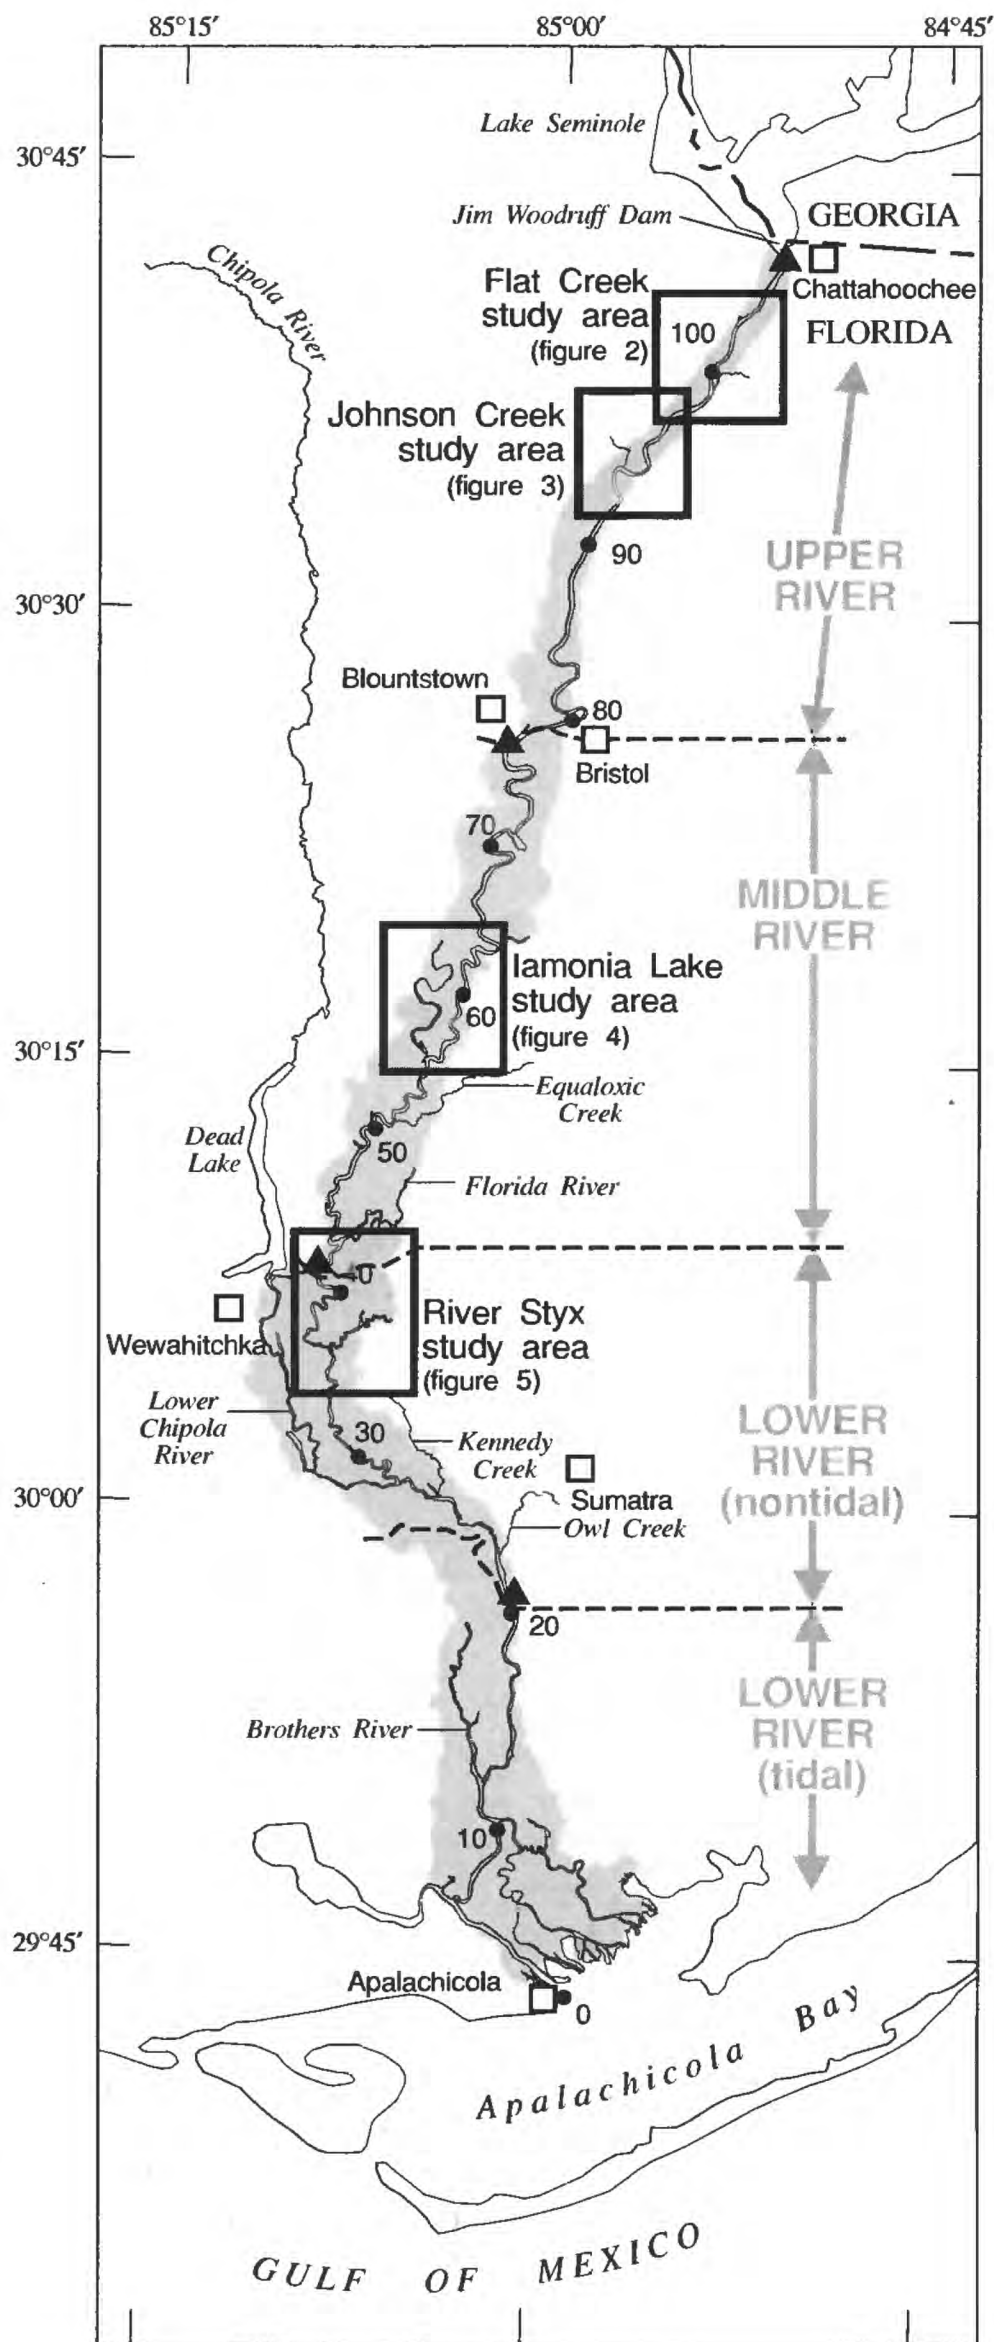 85°15′ 85°00′ 84°45′
Lake Seminole
30°45′
Jim Woodruff Dam
GEORGIA
Chipola River
Flat Creek
study area
(figure 2)
Chattahoochee
100
FLORIDA
Johnson Creek
study area
(figure 3)
90
UPPER
RIVER
30°30′
Blountstown
80
Bristol
70
MIDDLE
RIVER
Iamonia Lake
study area
(figure 4)
60
30°15′
Equaloxic
Creek
Dead
Lake
50
Florida River
River Styx
study area
(figure 5)
Wewahitchka
Lower
Chipola
River
30
Kennedy
Creek
LOWER
RIVER
(nontidal)
30°00′
Sumatra
Owl Creek
20
Brothers River
LOWER
RIVER
(tidal)
10
29°45′
Apalachicola
0
Apalachicola Bay
GULF OF MEXICO